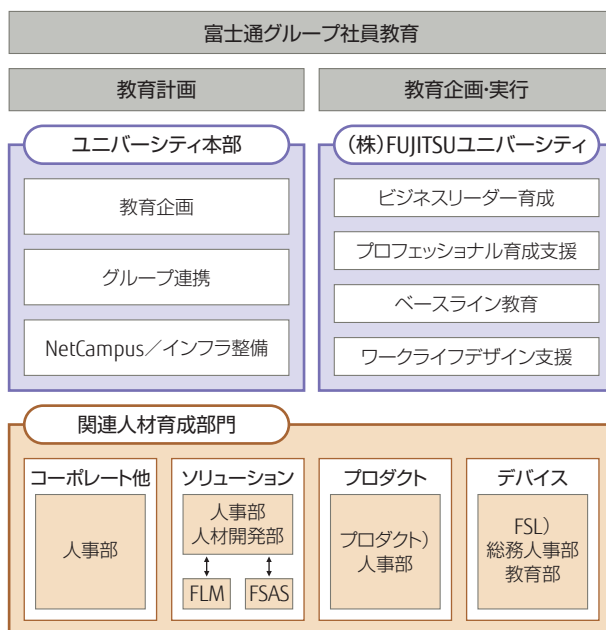 富士通グループ社員教育
教育計画
教育企画・実行
ユニバーシティ本部
教育企画
グループ連携
NetCampus／インフラ整備
(株)FUJITSUユニバーシティ
ビジネスリーダー育成
プロフェッショナル育成支援
ベースライン教育
ワークライフデザイン支援
関連人材育成部門
コーポレート他
人事部
ソリューション
人事部
人材開発部
FLM
FSAS
プロダクト
プロダクト)
人事部
デバイス
FSL)
総務人事部
教育部